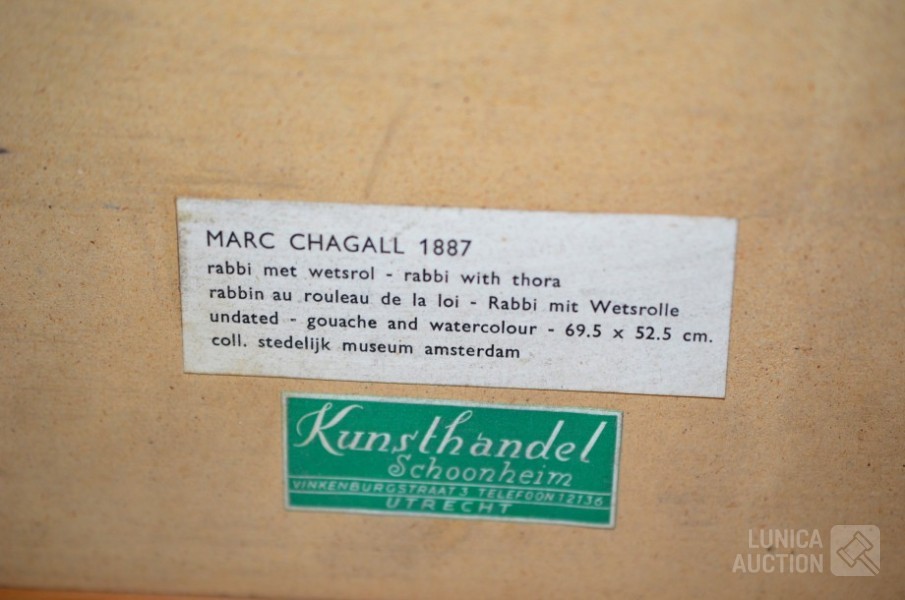 MARC CHAGALL 1887
rabbi met wetsrol - rabbi with thora
rabbin au rouleau de la loi - Rabbi mit Wetsrolle
undated - gouache and watercolour - 69.5 x 52.5 cm.
coll. stedelijk museum amsterdam
Kunsthandel
Schoonheim
VINKENBURGSTRAAT 3 TELEFOON 12136
UTRECHT
LUNICA
AUCTION